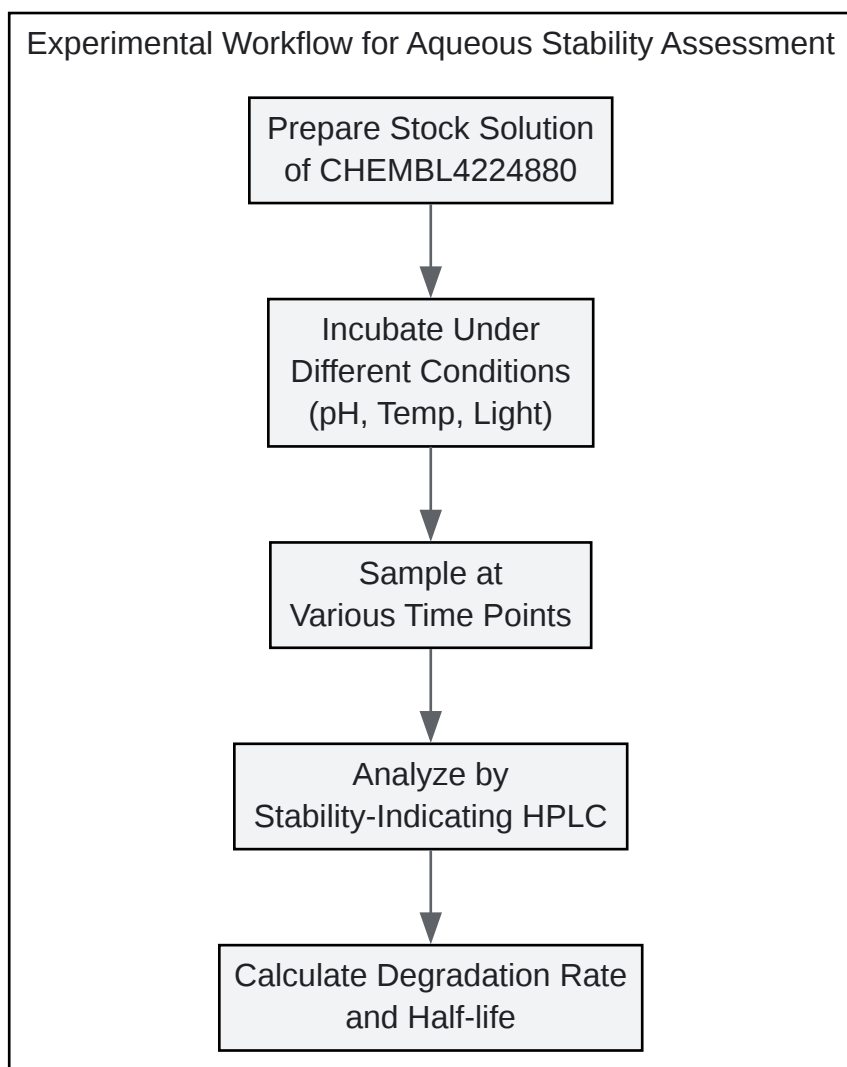 Experimental Workflow for Aqueous Stability Assessment
Prepare Stock Solution
of CHEMBL4224880
Incubate Under
Different Conditions
(pH, Temp, Light)
Sample at
Various Time Points
Analyze by
Stability-Indicating HPLC
Calculate Degradation Rate
and Half-life